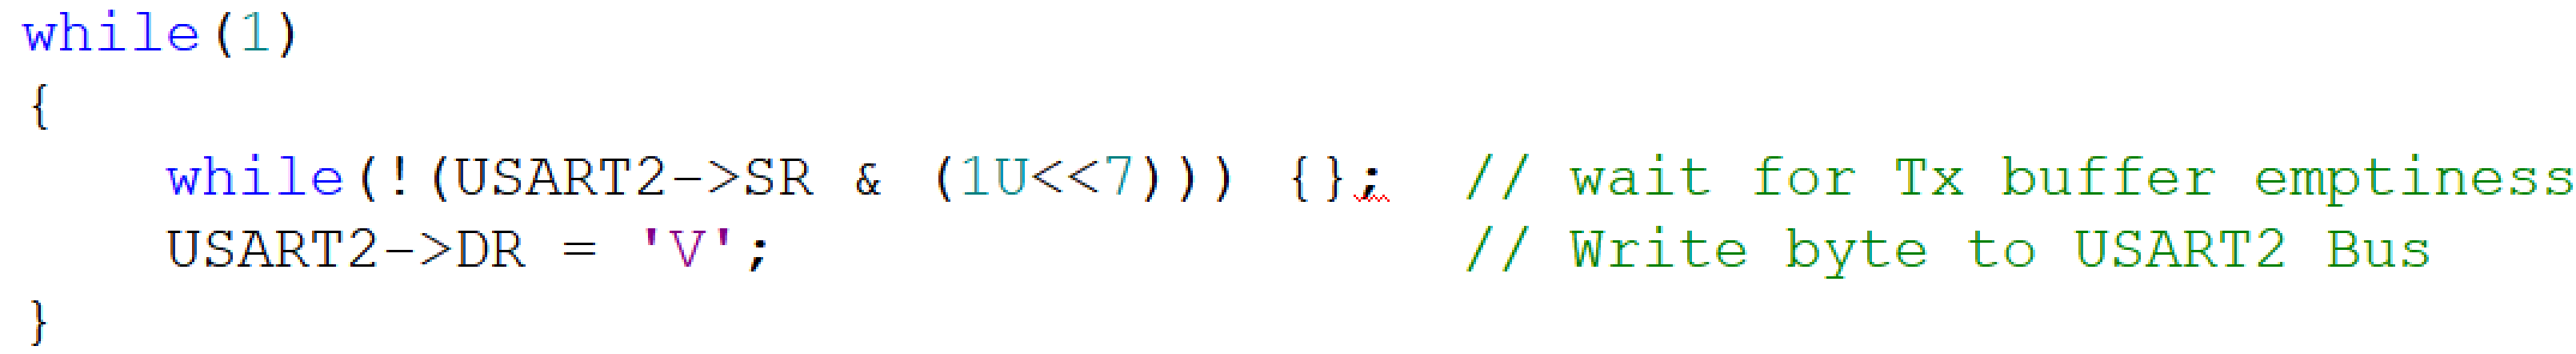 while(1)
{
    while(!(USART2->SR & (1U<<7))) {};  // wait for Tx buffer emptiness
    USART2->DR = 'V';                   // Write byte to USART2 Bus
}